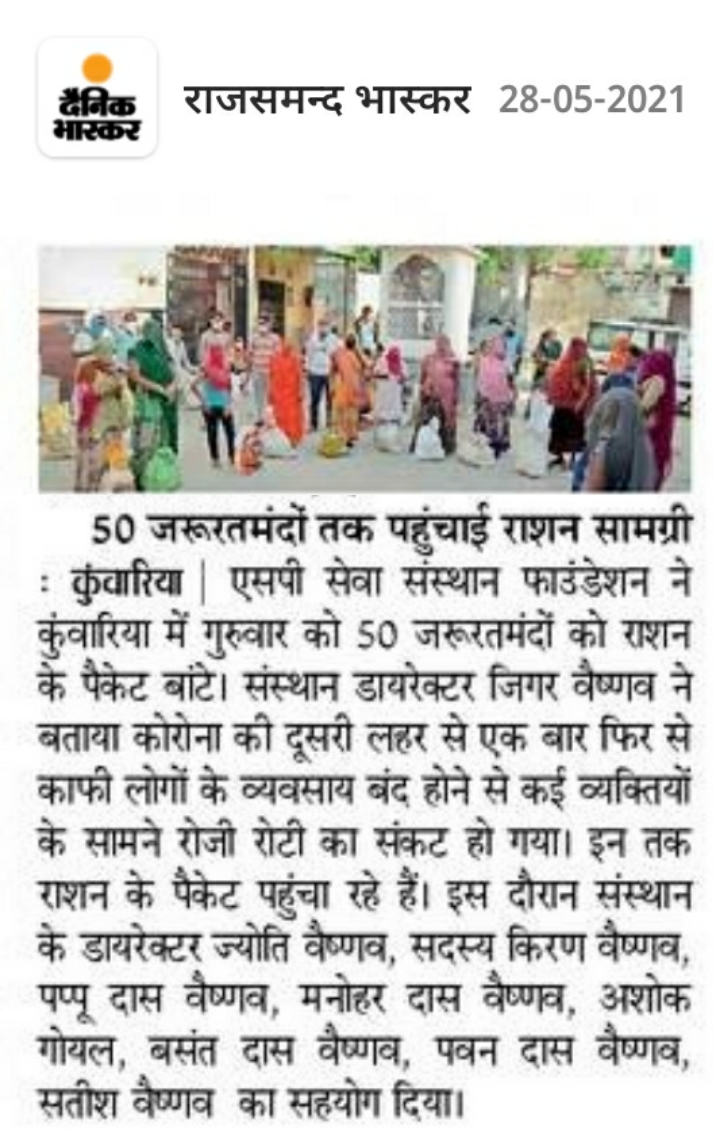 दैनिक
भास्कर
राजसमन्द भास्कर 28-05-2021
50 जरूरतमंदों तक पहुंचाई राशन सामग्री
: कुंवारिया | एसपी सेवा संस्थान फाउंडेशन ने
कुंवारिया में गुरुवार को 50 जरूरतमंदों को राशन
के पैकेट बांटे। संस्थान डायरेक्टर जिगर वैष्णव ने
बताया कोरोना की दूसरी लहर से एक बार फिर से
काफी लोगों के व्यवसाय बंद होने से कई व्यक्तियों
के सामने रोजी रोटी का संकट हो गया। इन तक
राशन के पैकेट पहुंचा रहे हैं। इस दौरान संस्थान
के डायरेक्टर ज्योति वैष्णव, सदस्य किरण वैष्णव,
पप्पू दास वैष्णव, मनोहर दास वैष्णव, अशोक
गोयल, बसंत दास वैष्णव, पवन दास वैष्णव,
सतीश वैष्णव का सहयोग दिया।